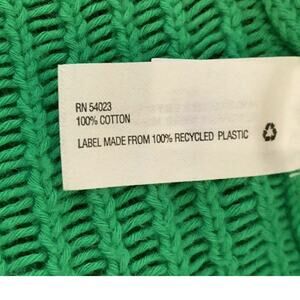 RN 54023
100% COTTON
LABEL MADE FROM 100% RECYCLED PLASTIC